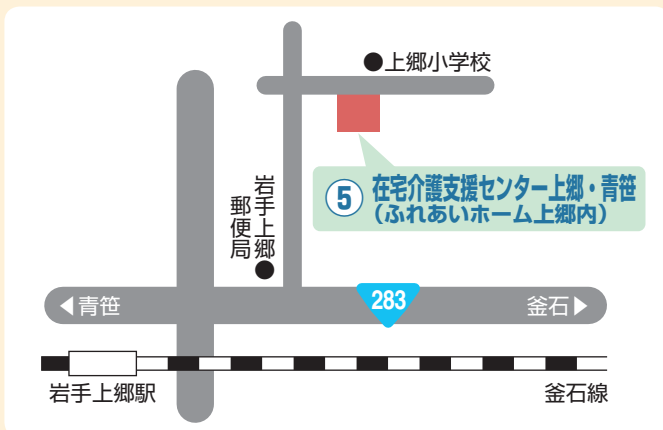 上郷小学校
⑤ 在宅介護支援センター上郷・青笹
(ふれあいホーム上郷内)
岩手上郷
郵便局
283
◀青笹
釜石▶
岩手上郷駅
釜石線